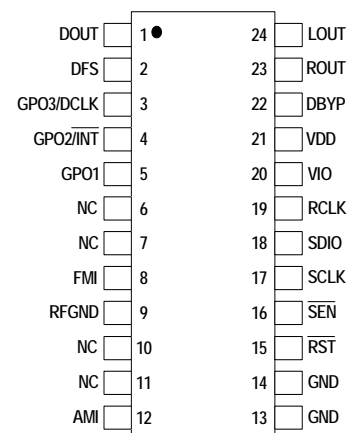 DOUT 1 24 LOUT
DFS 2 23 ROUT
GPO3/DCLK 3 22 DBYP
GPO2/INT 4 21 VDD
GPO1 5 20 VIO
NC 6 19 RCLK
NC 7 18 SDIO
FMI 8 17 SCLK
RFGND 9 16 SEN
NC 10 15 RST
NC 11 14 GND
AMI 12 13 GND